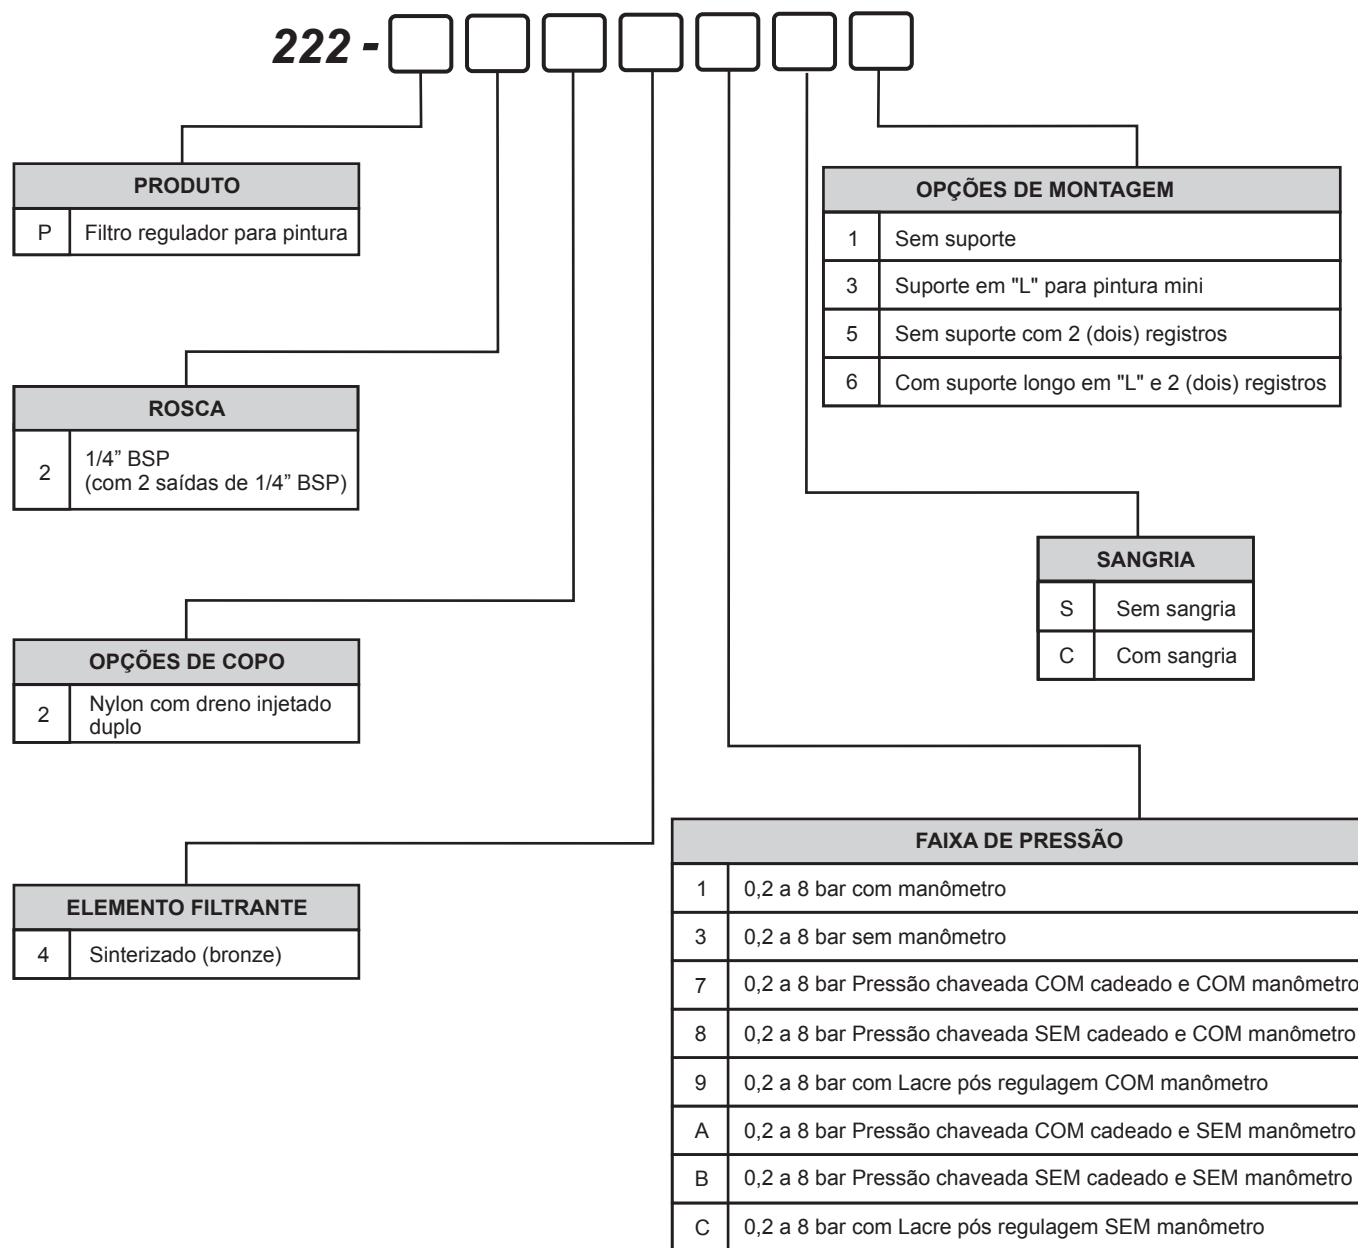 222 -
PRODUTO
P Filtro regulador para pintura
ROSCA
2 1/4” BSP
(com 2 saídas de 1/4” BSP)
OPÇÕES DE COPO
2 Nylon com dreno injetado
duplo
ELEMENTO FILTRANTE
4 Sinterizado (bronze)
OPÇÕES DE MONTAGEM
1 Sem suporte
3 Suporte em "L" para pintura mini
5 Sem suporte com 2 (dois) registros
6 Com suporte longo em "L" e 2 (dois) registros
SANGRIA
S Sem sangria
C Com sangria
FAIXA DE PRESSÃO
1 0,2 a 8 bar com manômetro
3 0,2 a 8 bar sem manômetro
7 0,2 a 8 bar Pressão chaveada COM cadeado e COM manômetro
8 0,2 a 8 bar Pressão chaveada SEM cadeado e COM manômetro
9 0,2 a 8 bar com Lacre pós regulagem COM manômetro
A 0,2 a 8 bar Pressão chaveada COM cadeado e SEM manômetro
B 0,2 a 8 bar Pressão chaveada SEM cadeado e SEM manômetro
C 0,2 a 8 bar com Lacre pós regulagem SEM manômetro